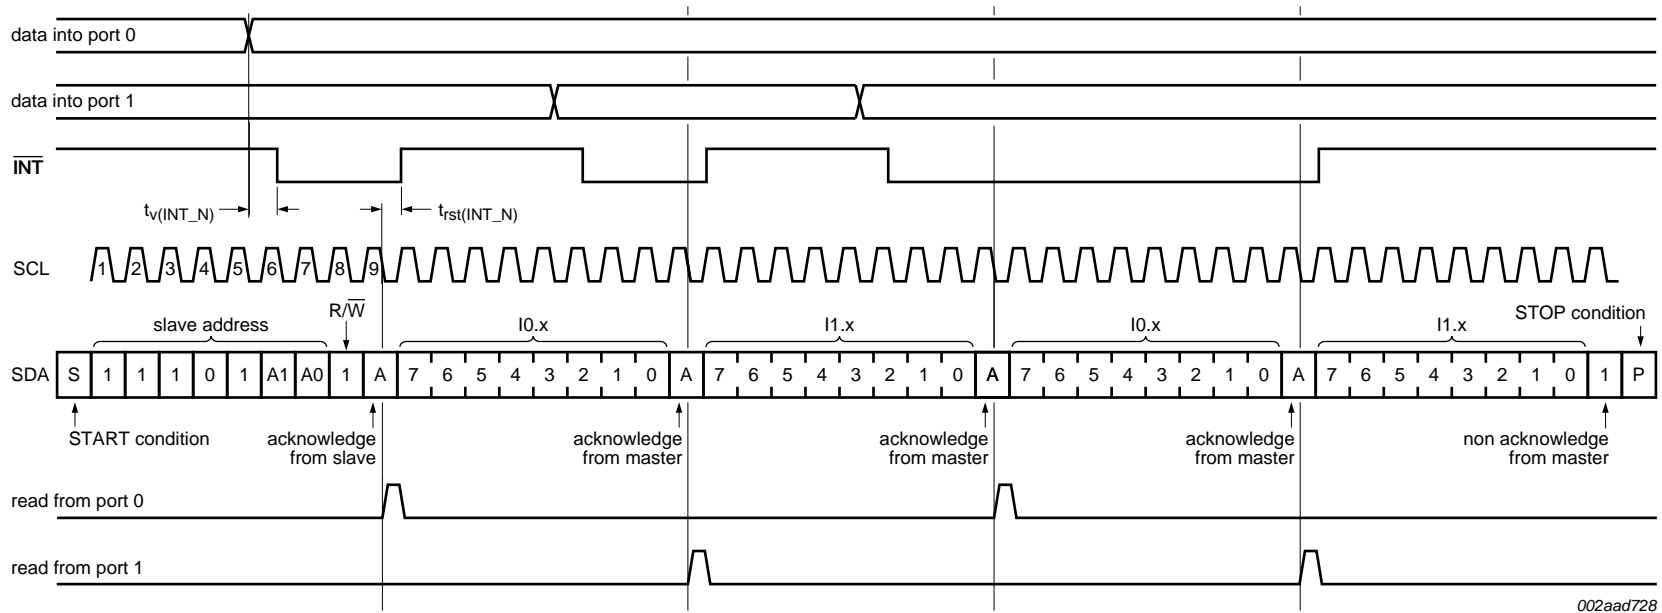 data into port 0
data into port 1
INT
tv(INT_N)
trst(INT_N)
SCL
1 2 3 4 5 6 7 8 9
R/W
STOP condition
slave address
I0.x
I1.x
I0.x
I1.x
SDA S 1 1 1 0 1 A1 A0 1 A 7 6 5 4 3 2 1 0 A 7 6 5 4 3 2 1 0 A 7 6 5 4 3 2 1 0 A 7 6 5 4 3 2 1 0 1 P
START condition
acknowledge
from slave
acknowledge
from master
acknowledge
from master
acknowledge
from master
non acknowledge
from master
read from port 0
read from port 1
002aad728